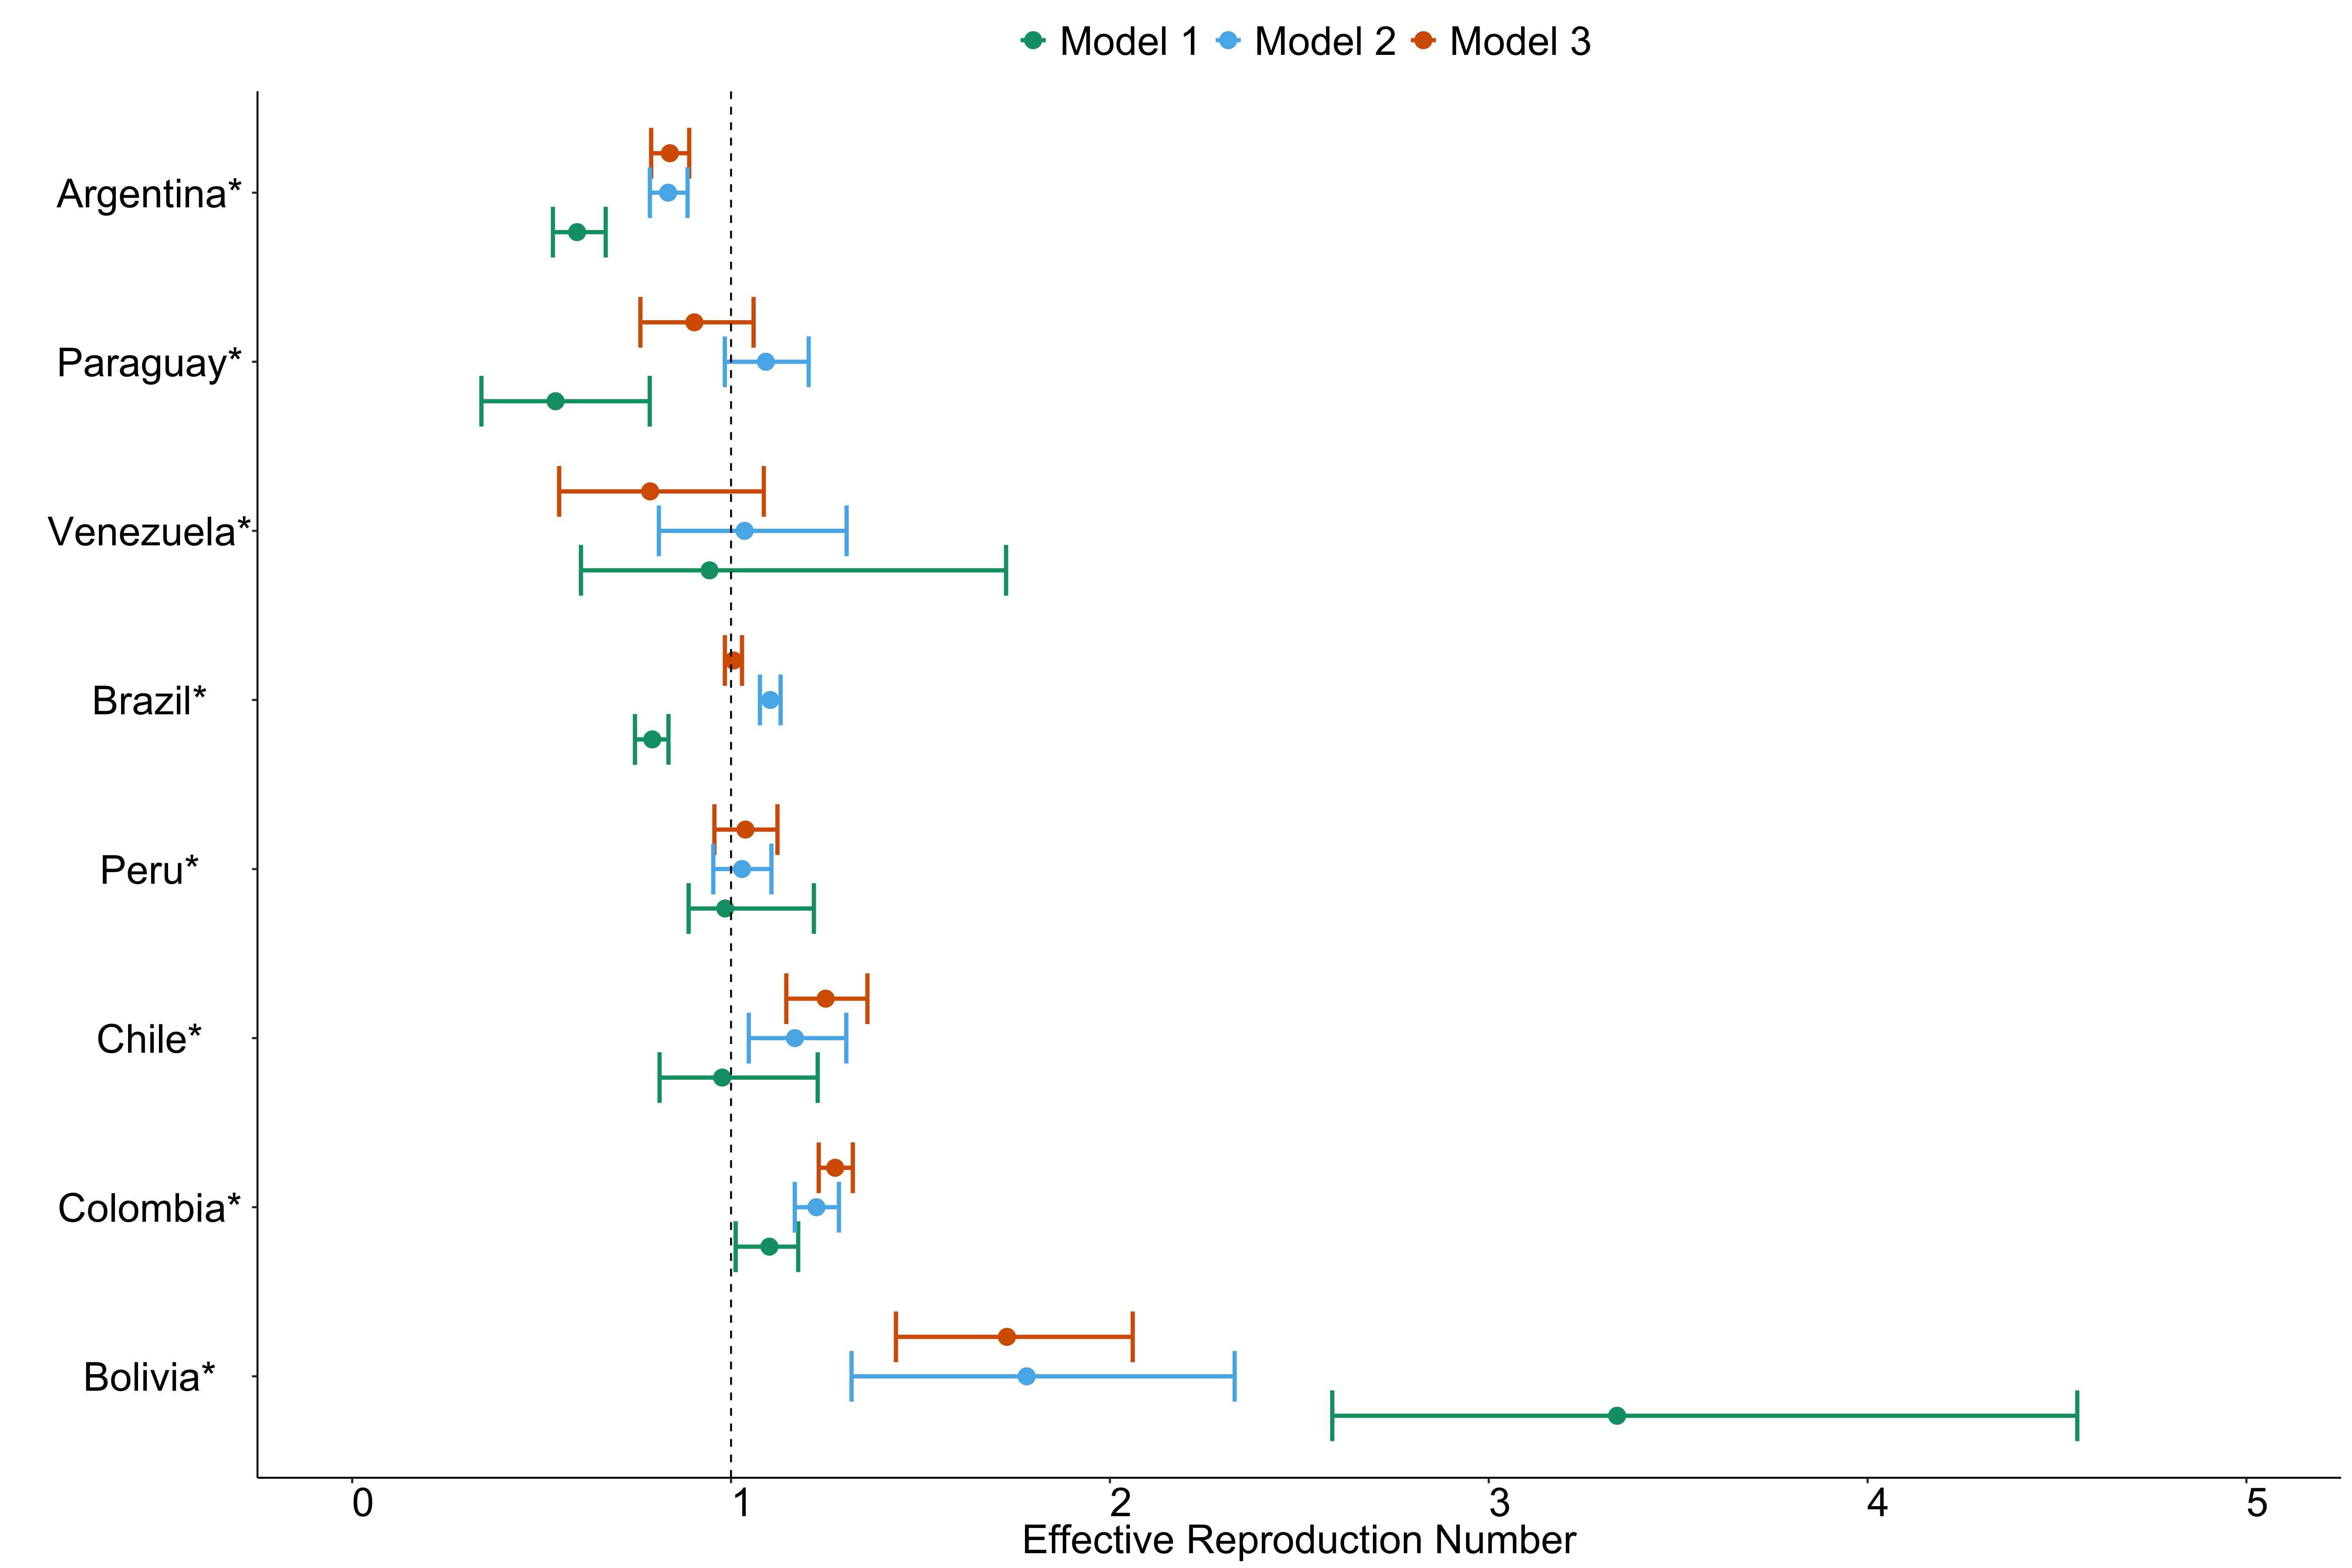 Model 1 Model 2 Model 3
Argentina*
Paraguay*
Venezuela*
Brazil*
Peru*
Chile*
Colombia*
Bolivia*
0 1 2 3 4 5
Effective Reproduction Number